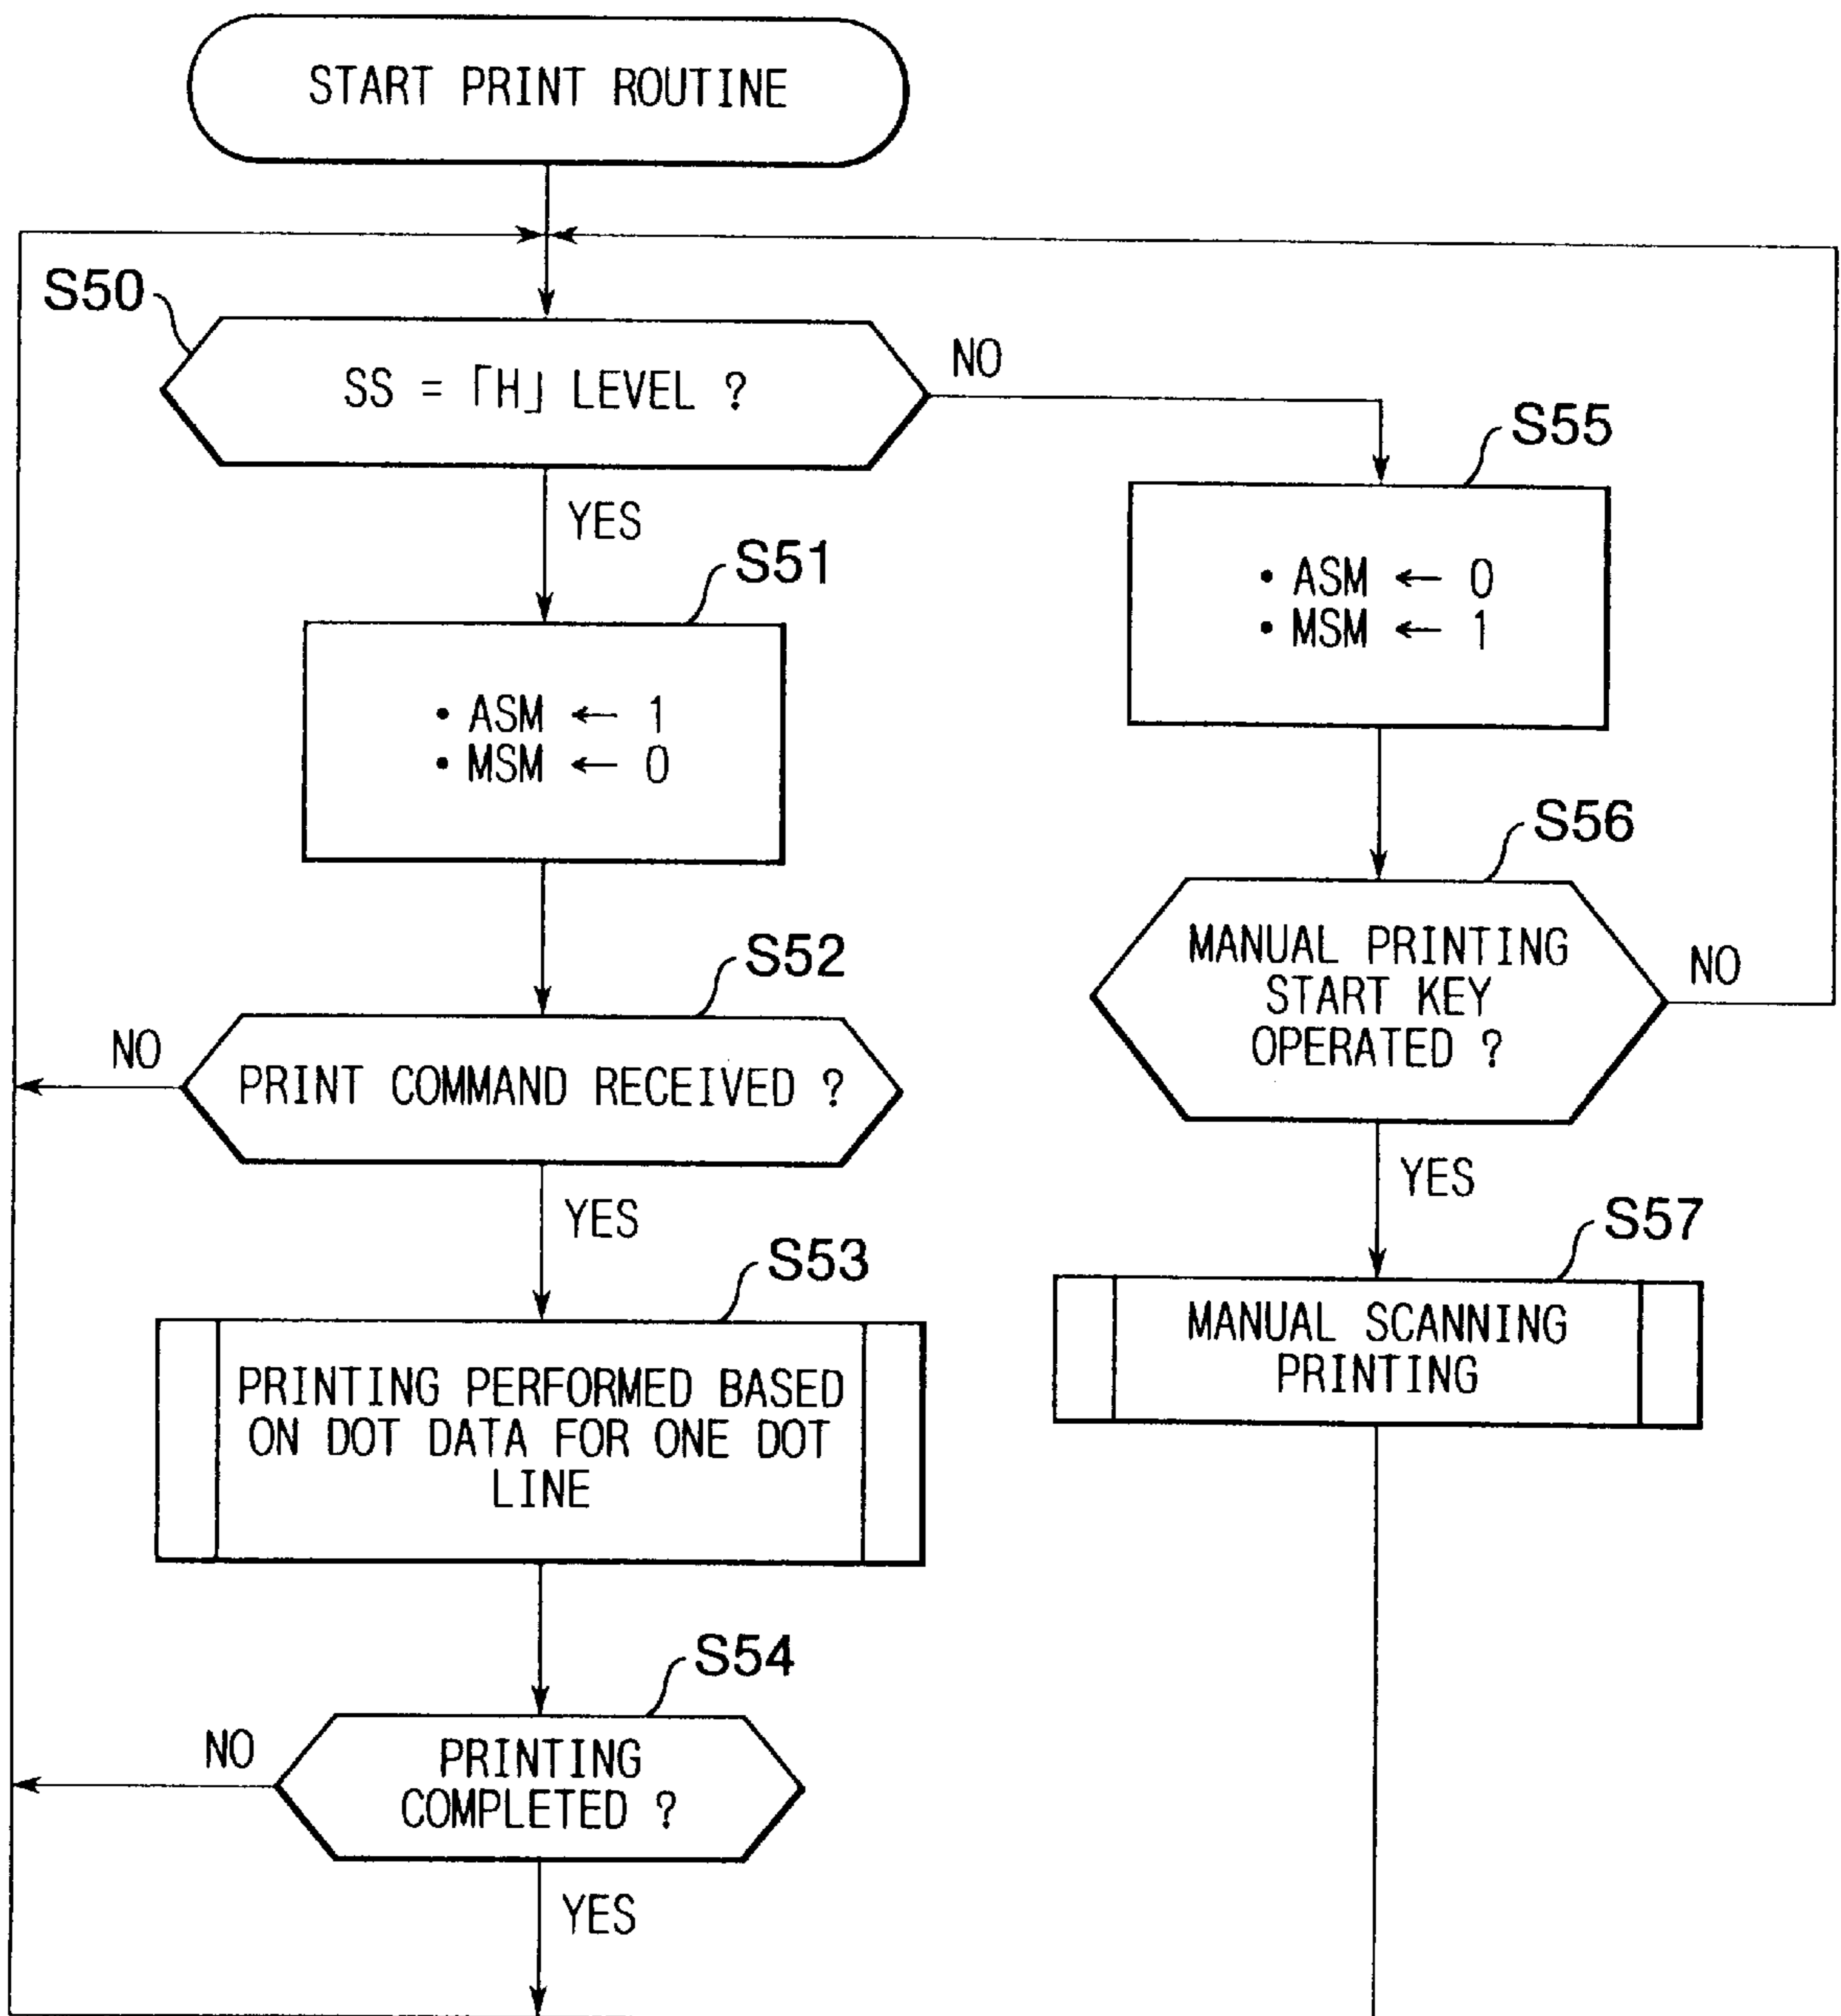 START PRINT ROUTINE
S50
SS = ｢H｣ LEVEL ?
NO
YES
S51
• ASM ← 1
• MSM ← 0
S52
NO
PRINT COMMAND RECEIVED ?
YES
S53
PRINTING PERFORMED BASED
ON DOT DATA FOR ONE DOT
LINE
S54
NO
PRINTING
COMPLETED ?
YES
S55
• ASM ← 0
• MSM ← 1
S56
MANUAL PRINTING
START KEY
OPERATED ?
NO
YES
S57
MANUAL SCANNING
PRINTING